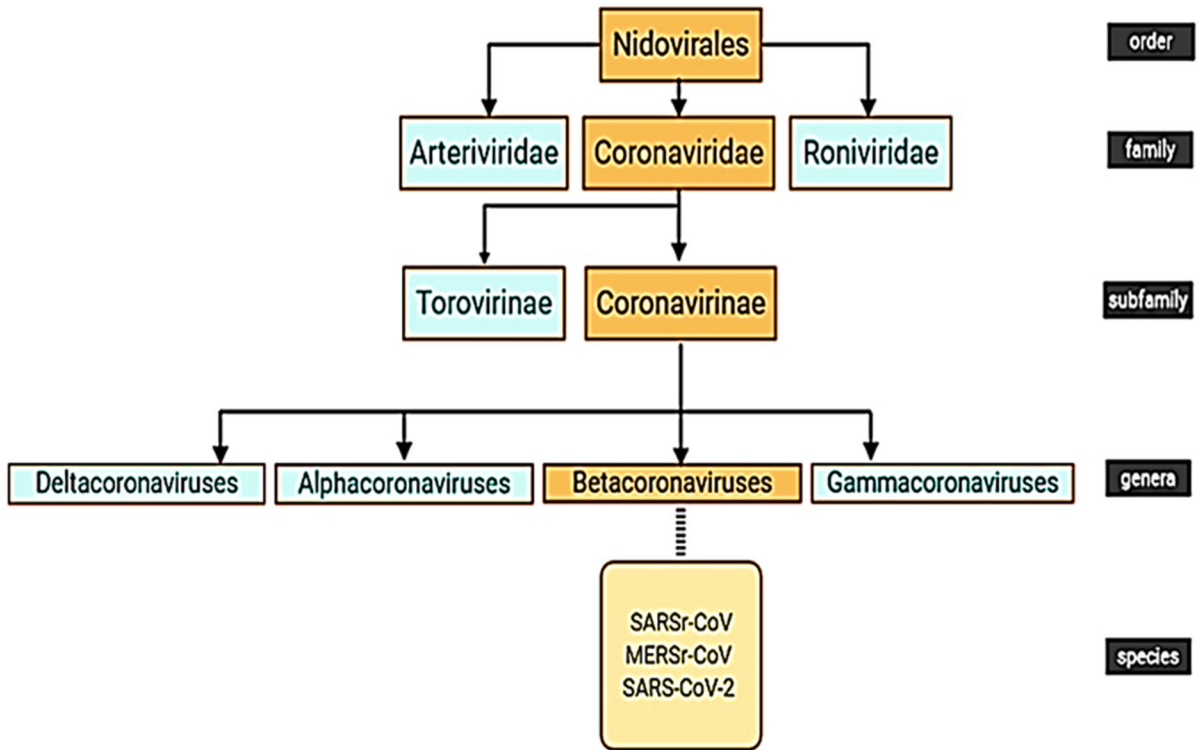 Nidovirales
order
Arteriviridae
Coronaviridae
Roniviridae
family
Torovirinae
Coronavirinae
subfamily
Deltacoronaviruses
Alphacoronaviruses
Betacoronaviruses
Gammacoronaviruses
genera
SARSr-CoV
MERSr-CoV
SARS-CoV-2
species